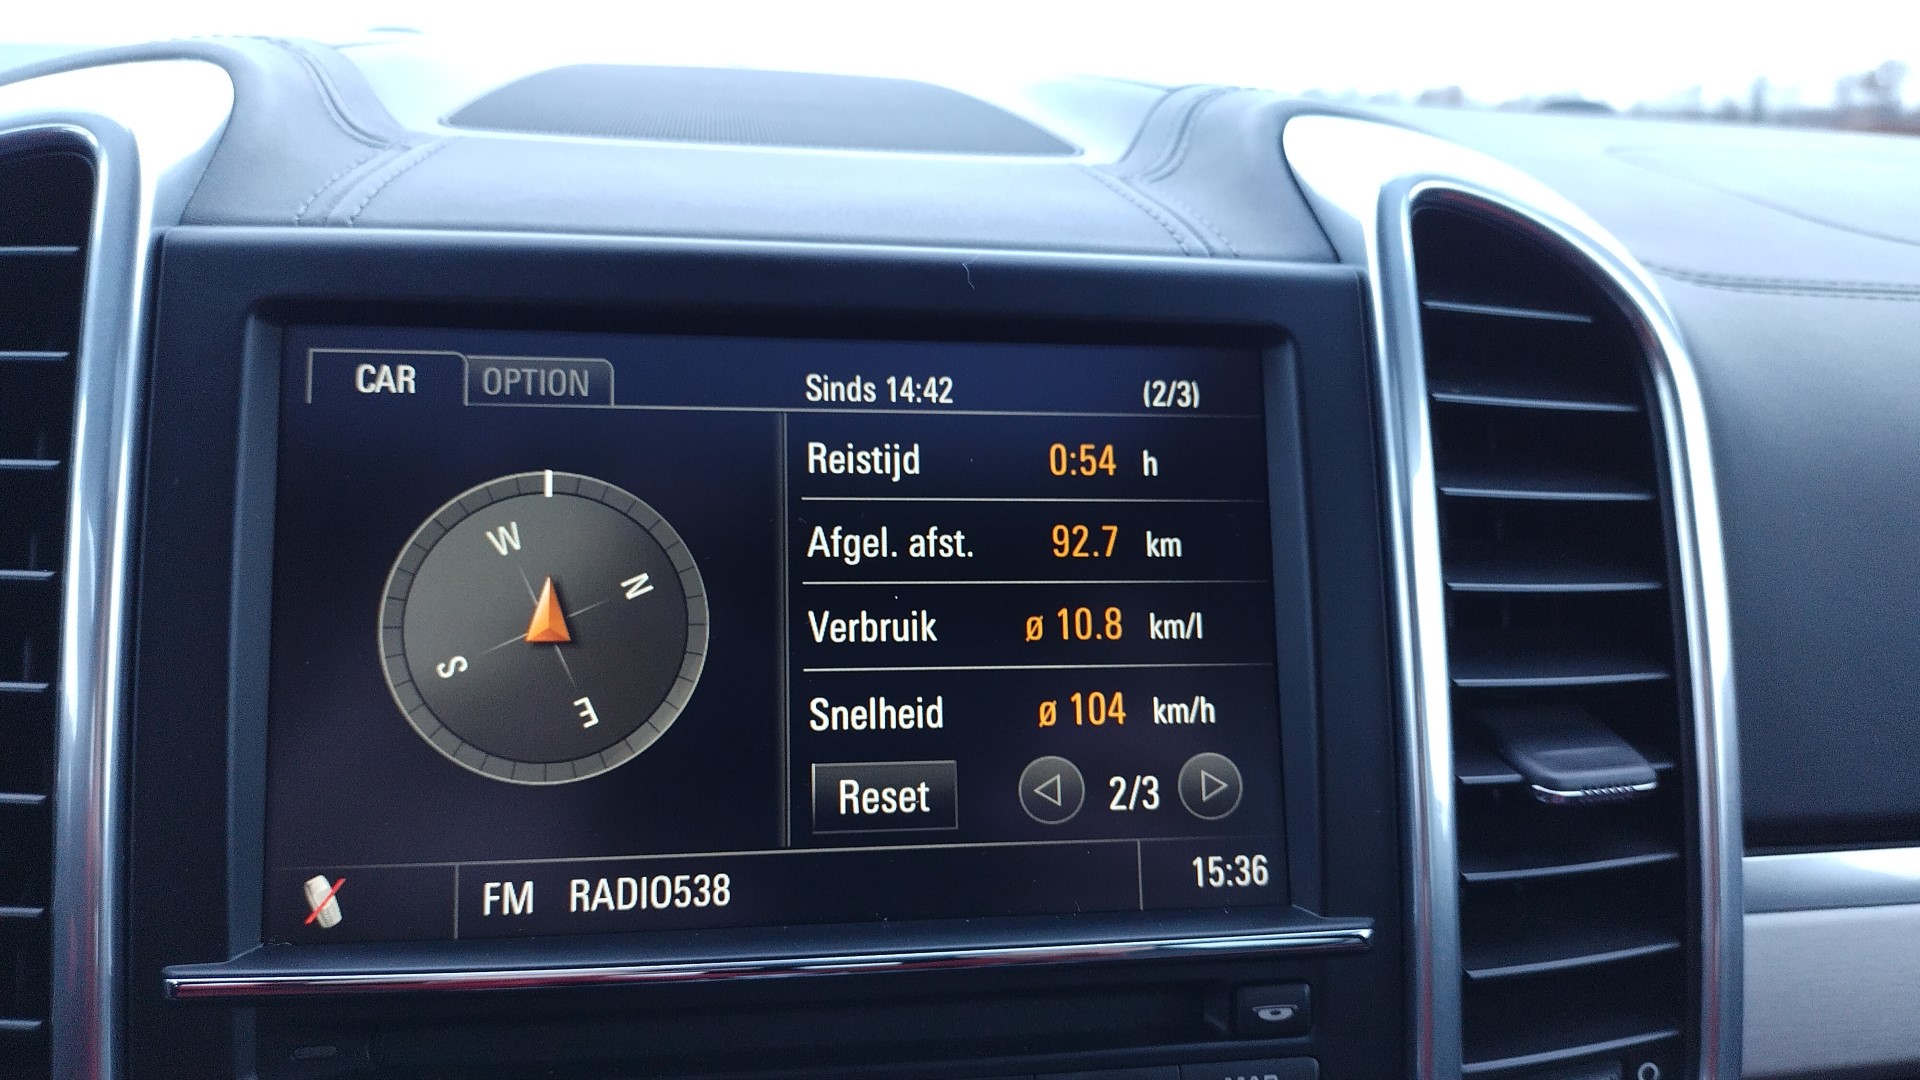 CAR OPTION Sinds 14:42 (2/3)
Reistijd 0:54 h
Afgel. afst. 92.7 km
Verbruik ø 10.8 km/l
Snelheid ø 104 km/h
W
N
S
E
Reset 2/3
FM RADIO538 15:36
MAP